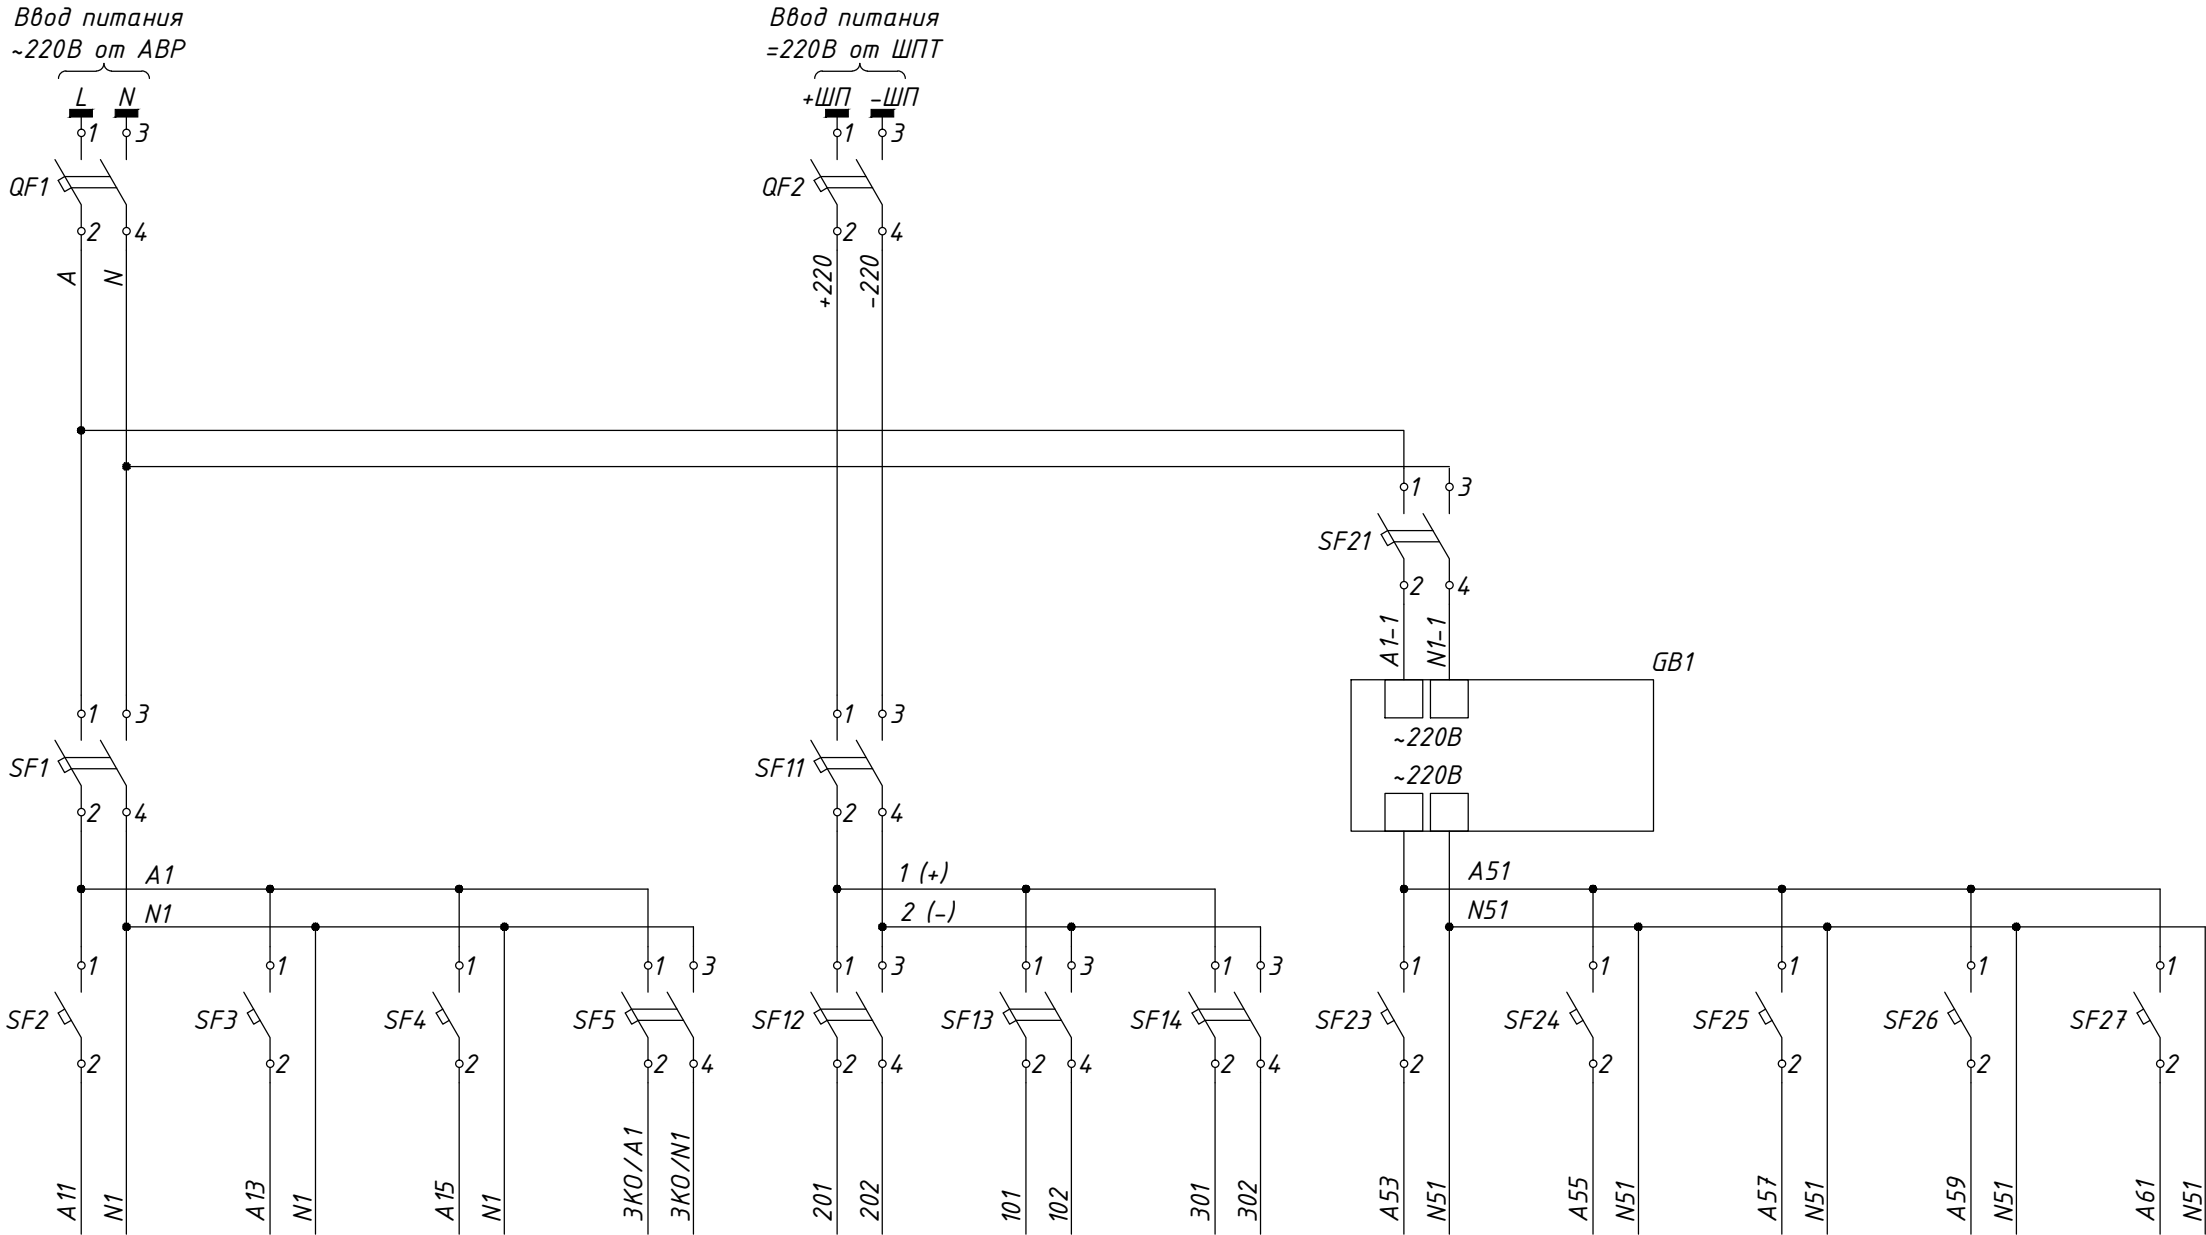 Ввод питания
~220В от АВР
Ввод питания
=220В от ШПТ
L N
+ШП -ШП
1 3
1 3
QF1
QF2
2 4
2 4
A N
+220 -220
1 3
SF21
2 4
A1-1 N1-1
GB1
~220В
~220В
1 3
1 3
SF1
SF11
2 4
2 4
A1
1 (+)
A51
N1
2 (-)
N51
1 1 1 1 3 1 3 1 3 1 3 1 1 1 1 1
SF2 SF3 SF4 SF5 SF12 SF13 SF14 SF23 SF24 SF25 SF26 SF27
2 2 2 2 4 2 4 2 4 2 4 2 2 2 2 2
A11 N1 A13 N1 A15 N1 3КО/A1 3КО/N1 201 202 101 102 301 302 A53 N51 A55 N51 A57 N51 A59 N51 A61 N51